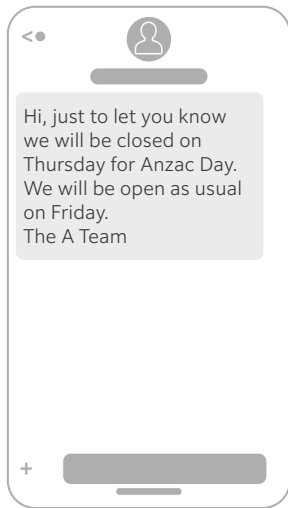 Hi, just to let you know
we will be closed on
Thursday for Anzac Day.
We will be open as usual
on Friday.
The A Team